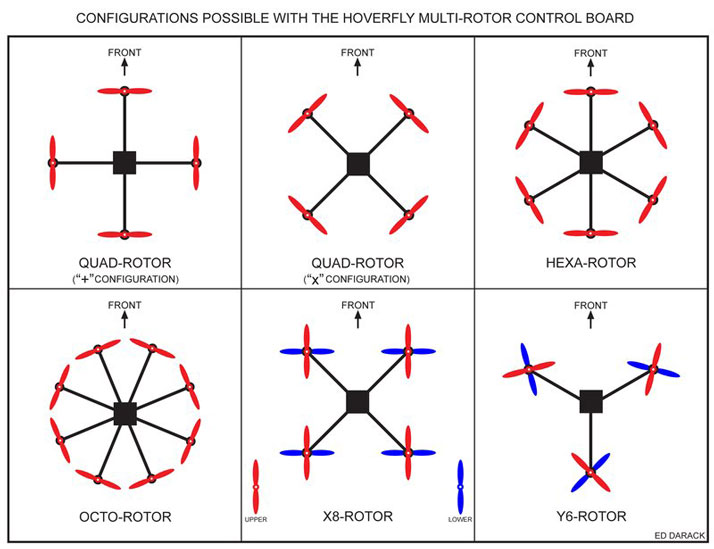 CONFIGURATIONS POSSIBLE WITH THE HOVERFLY MULTI-ROTOR CONTROL BOARD
FRONT
QUAD-ROTOR
("+" CONFIGURATION)
FRONT
QUAD-ROTOR
("x" CONFIGURATION)
FRONT
HEXA-ROTOR
FRONT
OCTO-ROTOR
FRONT
UPPER
LOWER
X8-ROTOR
FRONT
Y6-ROTOR
ED DARACK